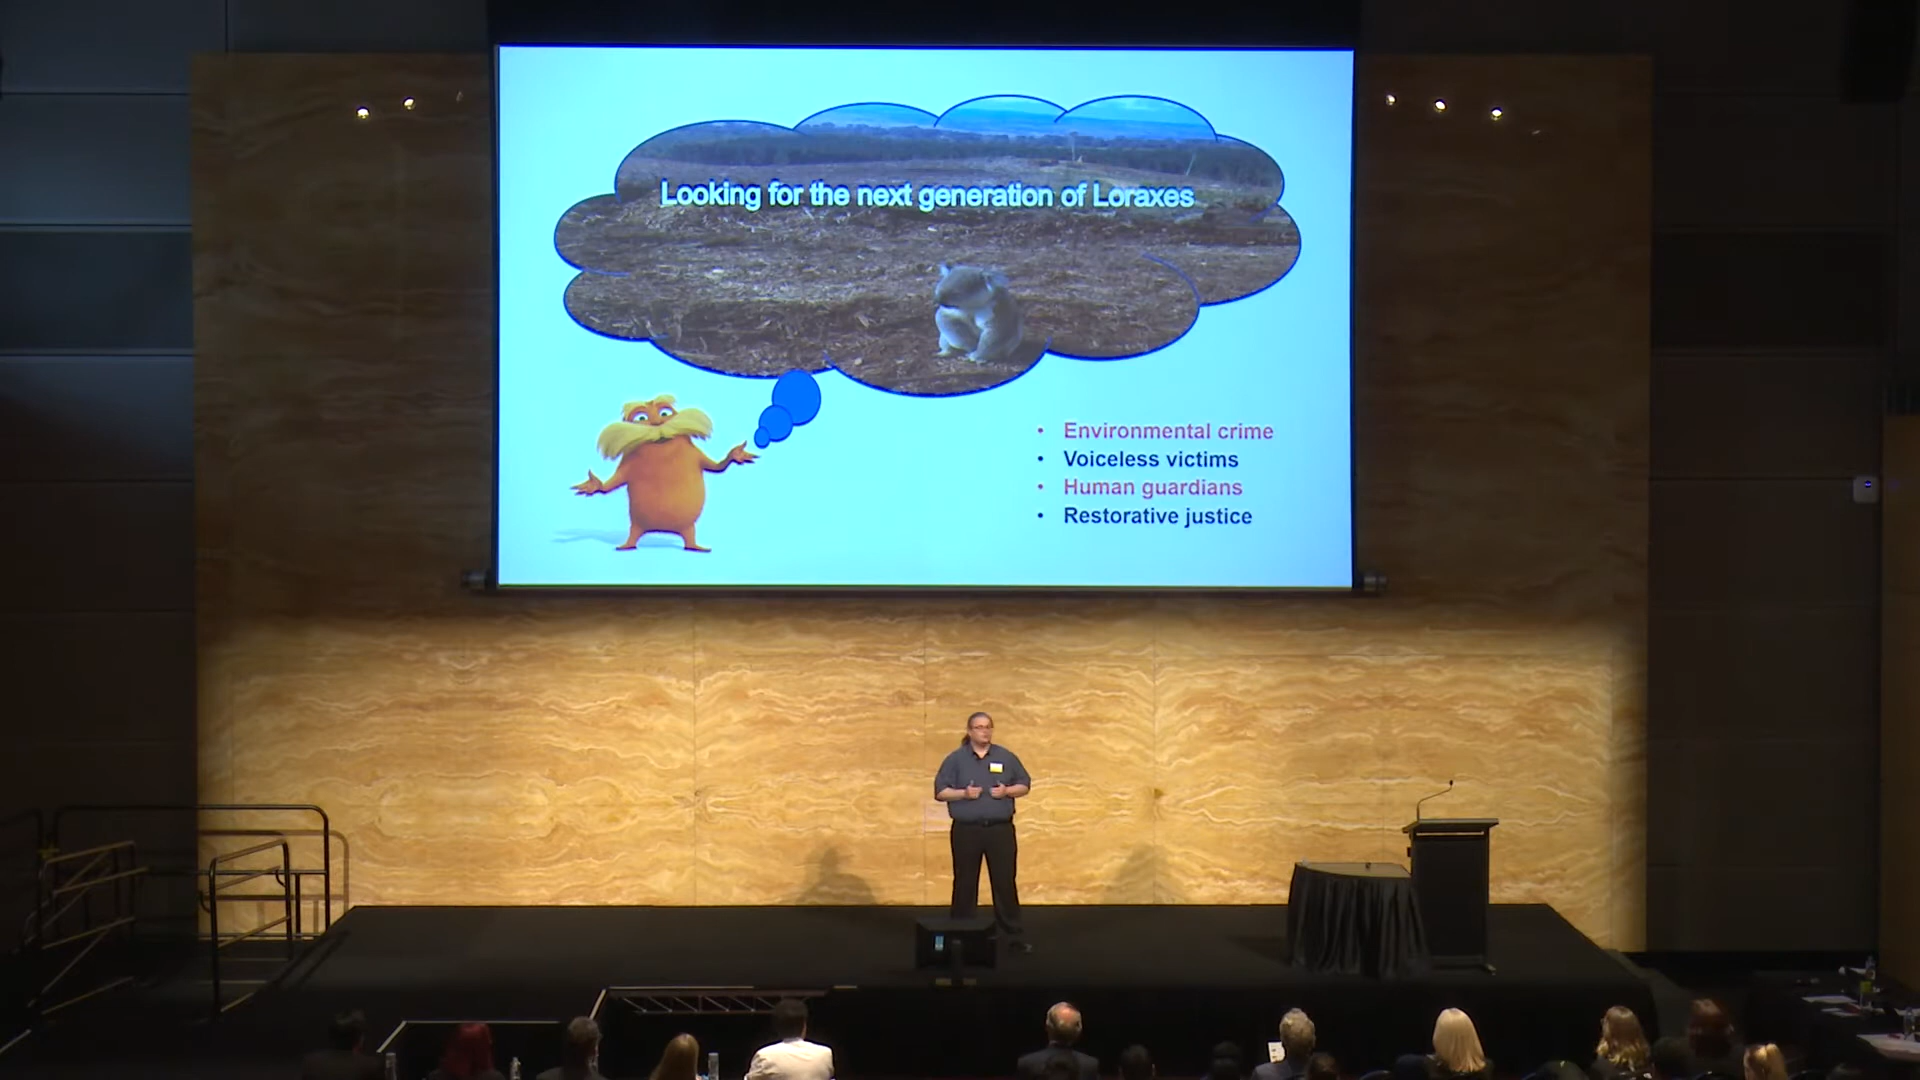 Looking for the next generation of Loraxes
• Environmental crime
• Voiceless victims
• Human guardians
• Restorative justice